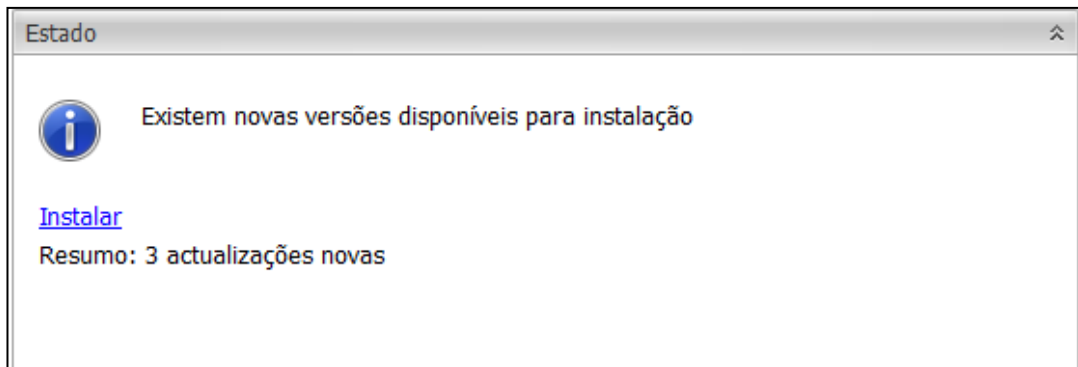 Estado
Existem novas versões disponíveis para instalação
Instalar
Resumo: 3 actualizações novas